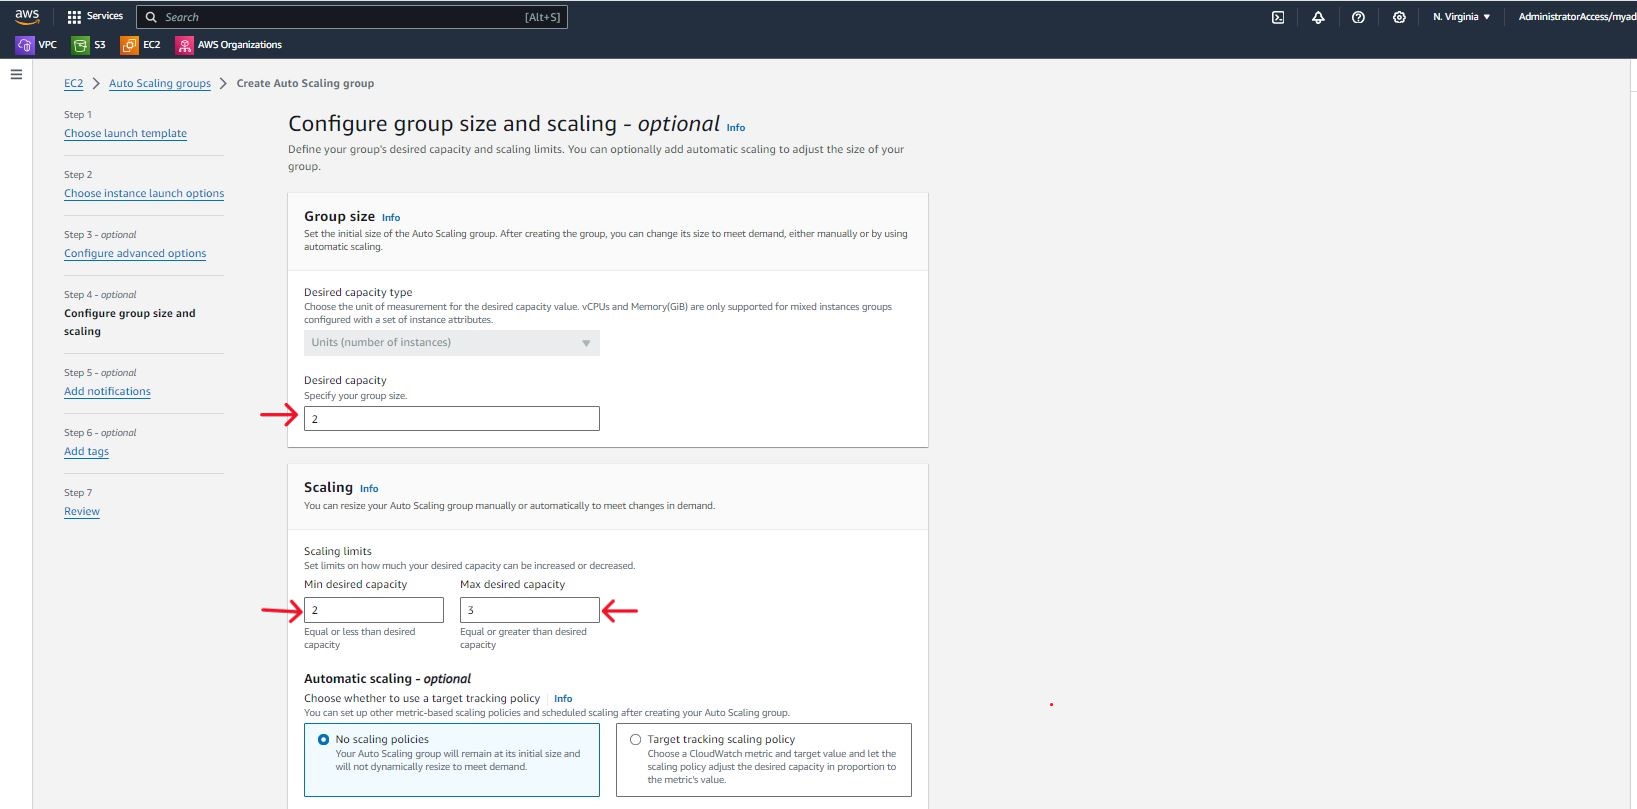 aws
Services
Search
[Alt+S]
N. Virginia
AdministratorAccess/myad
VPC
S3
EC2
AWS Organizations
EC2
Auto Scaling groups
Create Auto Scaling group
Step 1
Choose launch template
Step 2
Choose instance launch options
Step 3 - optional
Configure advanced options
Step 4 - optional
Configure group size and
scaling
Step 5 - optional
Add notifications
Step 6 - optional
Add tags
Step 7
Review
Configure group size and scaling - optional Info
Define your group's desired capacity and scaling limits. You can optionally add automatic scaling to adjust the size of your
group.
Group size Info
Set the initial size of the Auto Scaling group. After creating the group, you can change its size to meet demand, either manually or by using
automatic scaling.
Desired capacity type
Choose the unit of measurement for the desired capacity value. vCPUs and Memory(GiB) are only supported for mixed instances groups
configured with a set of instance attributes.
Units (number of instances)
Desired capacity
Specify your group size.
2
Scaling Info
You can resize your Auto Scaling group manually or automatically to meet changes in demand.
Scaling limits
Set limits on how much your desired capacity can be increased or decreased.
Min desired capacity
2
Equal or less than desired
capacity
Max desired capacity
3
Equal or greater than desired
capacity
Automatic scaling - optional
Choose whether to use a target tracking policy Info
You can set up other metric-based scaling policies and scheduled scaling after creating your Auto Scaling group.
No scaling policies
Your Auto Scaling group will remain at its initial size and
will not dynamically resize to meet demand.
Target tracking scaling policy
Choose a CloudWatch metric and target value and let the
scaling policy adjust the desired capacity in proportion to
the metric's value.